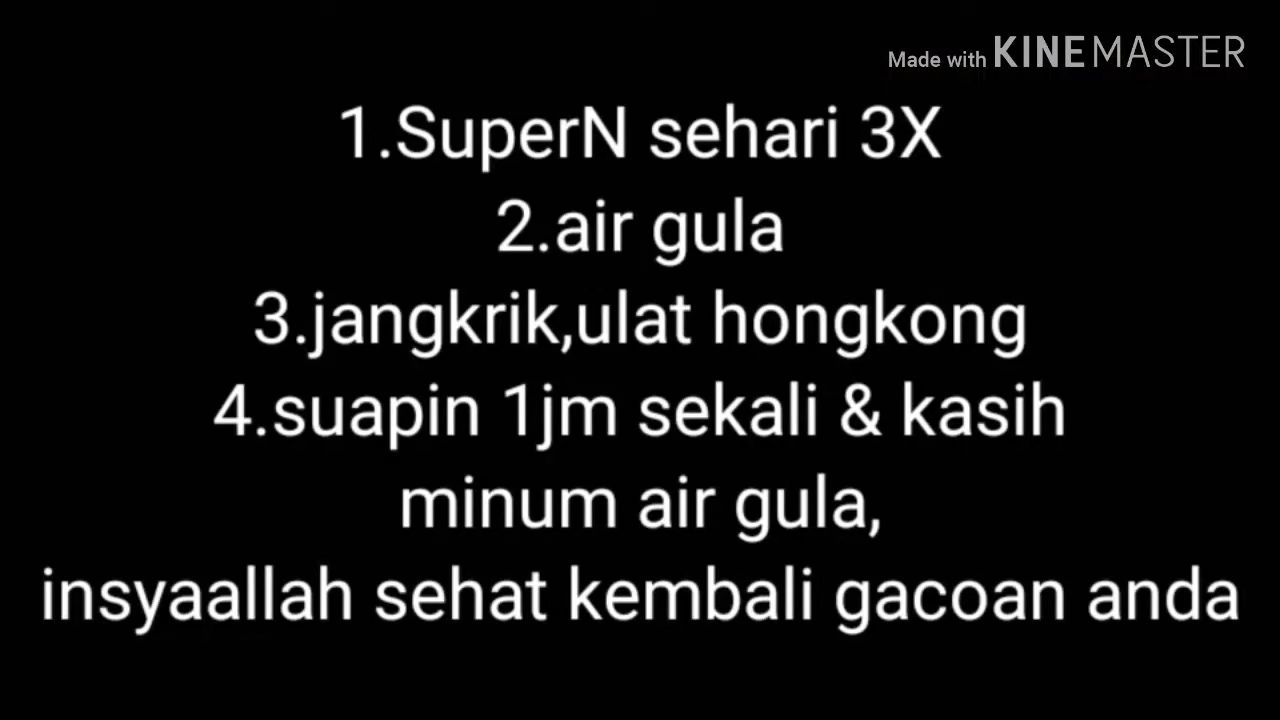 Made with KINEMASTER
1.SuperN sehari 3X
2.air gula
3.jangkrik,ulat hongkong
4.suapin 1jm sekali & kasih
minum air gula,
insyaallah sehat kembali gacoan anda